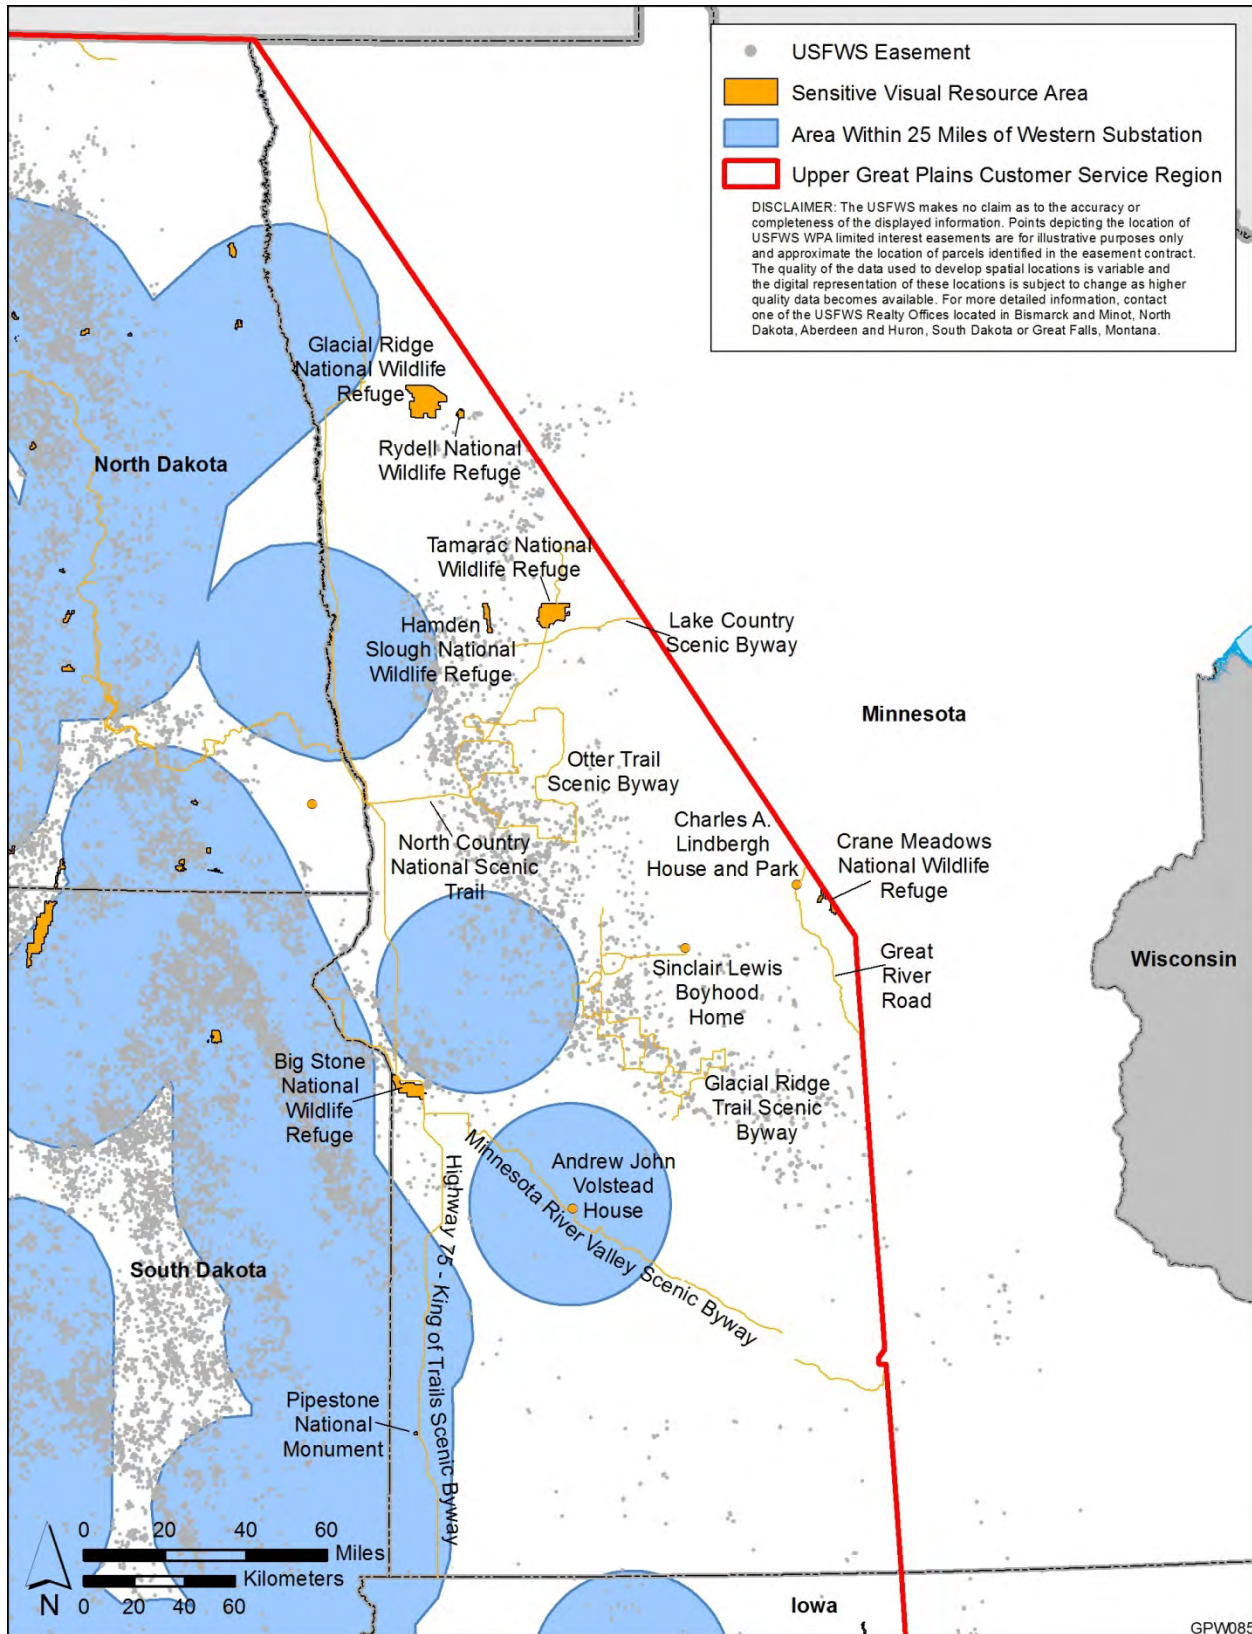 USFWS Easement
Sensitive Visual Resource Area
Area Within 25 Miles of Western Substation
Upper Great Plains Customer Service Region
DISCLAIMER: The USFWS makes no claim as to the accuracy or
completeness of the displayed information. Points depicting the location of
USFWS WPA limited interest easements are for illustrative purposes only
and approximate the location of parcels identified in the easement contract.
The quality of the data used to develop spatial locations is variable and
the digital representation of these locations is subject to change as higher
quality data becomes available. For more detailed information, contact
one of the USFWS Realty Offices located in Bismarck and Minot, North
Dakota, Aberdeen and Huron, South Dakota or Great Falls, Montana.
Glacial Ridge
National Wildlife
Refuge
Rydell National
Wildlife Refuge
North Dakota
Tamarac National
Wildlife Refuge
Hamden
Slough National
Wildlife Refuge
Lake Country
Scenic Byway
Minnesota
Otter Trail
Scenic Byway
North Country
National Scenic
Trail
Charles A.
Lindbergh
House and Park
Crane Meadows
National Wildlife
Refuge
Great
River
Road
Wisconsin
Sinclair Lewis
Boyhood
Home
Big Stone
National
Wildlife
Refuge
Glacial Ridge
Trail Scenic
Byway
Minnesota River Valley Scenic Byway
Andrew John
Volstead
House
Highway 75 - King of Trails Scenic Byway
South Dakota
Pipestone
National
Monument
0 20 40 60
Miles
Kilometers
0 20 40 60
N
Iowa
GPW085